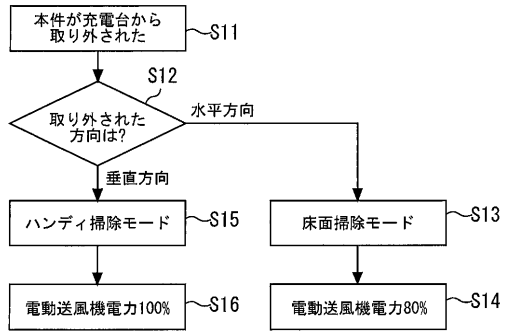 本件が充電台から
取り外された
S11
S12
取り外された
方向は?
水平方向
垂直方向
ハンディ掃除モード
S15
床面掃除モード
S13
電動送風機電力100%
S16
電動送風機電力80%
S14